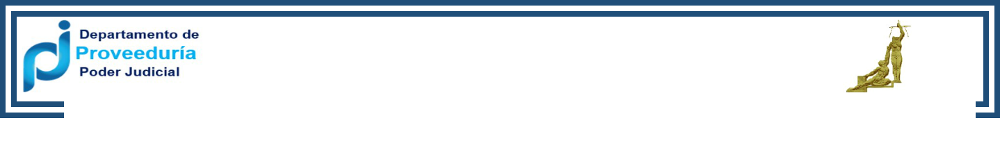 Departamento de
Proveeduría
Poder Judicial